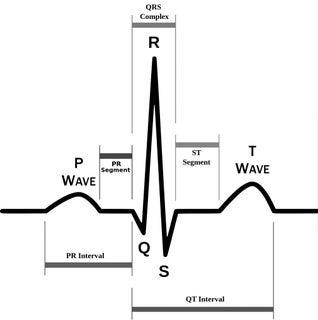 QRS
Complex
R
P
WAVE
PR
Segment
ST
Segment
T
WAVE
Q
S
PR Interval
QT Interval